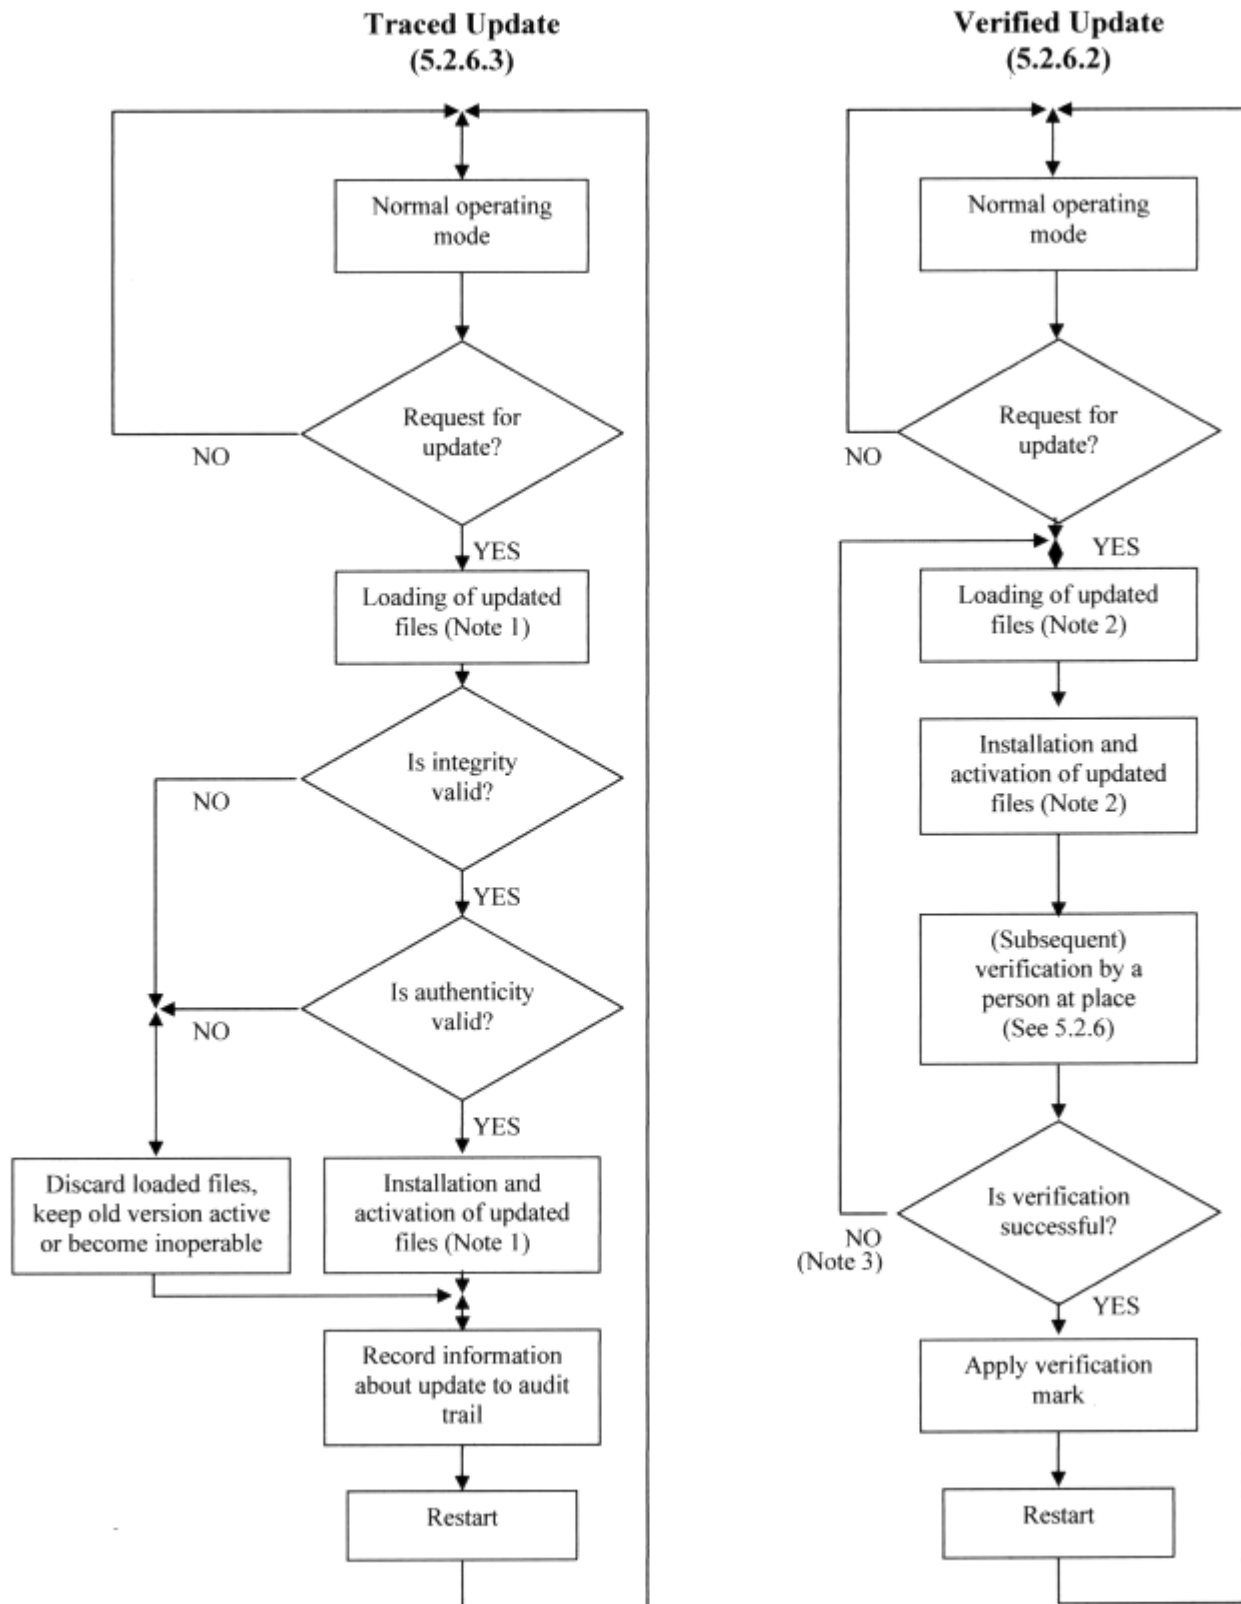 Traced Update
(5.2.6.3)
Normal operating
mode
Request for
update?
NO
YES
Loading of updated
files (Note 1)
Is integrity
valid?
NO
YES
Is authenticity
valid?
NO
YES
Discard loaded files,
keep old version active
or become inoperable
Installation and
activation of updated
files (Note 1)
Record information
about update to audit
trail
Restart
Verified Update
(5.2.6.2)
Normal operating
mode
Request for
update?
NO
YES
Loading of updated
files (Note 2)
Installation and
activation of updated
files (Note 2)
(Subsequent)
verification by a
person at place
(See 5.2.6)
Is verification
successful?
NO
(Note 3)
YES
Apply verification
mark
Restart